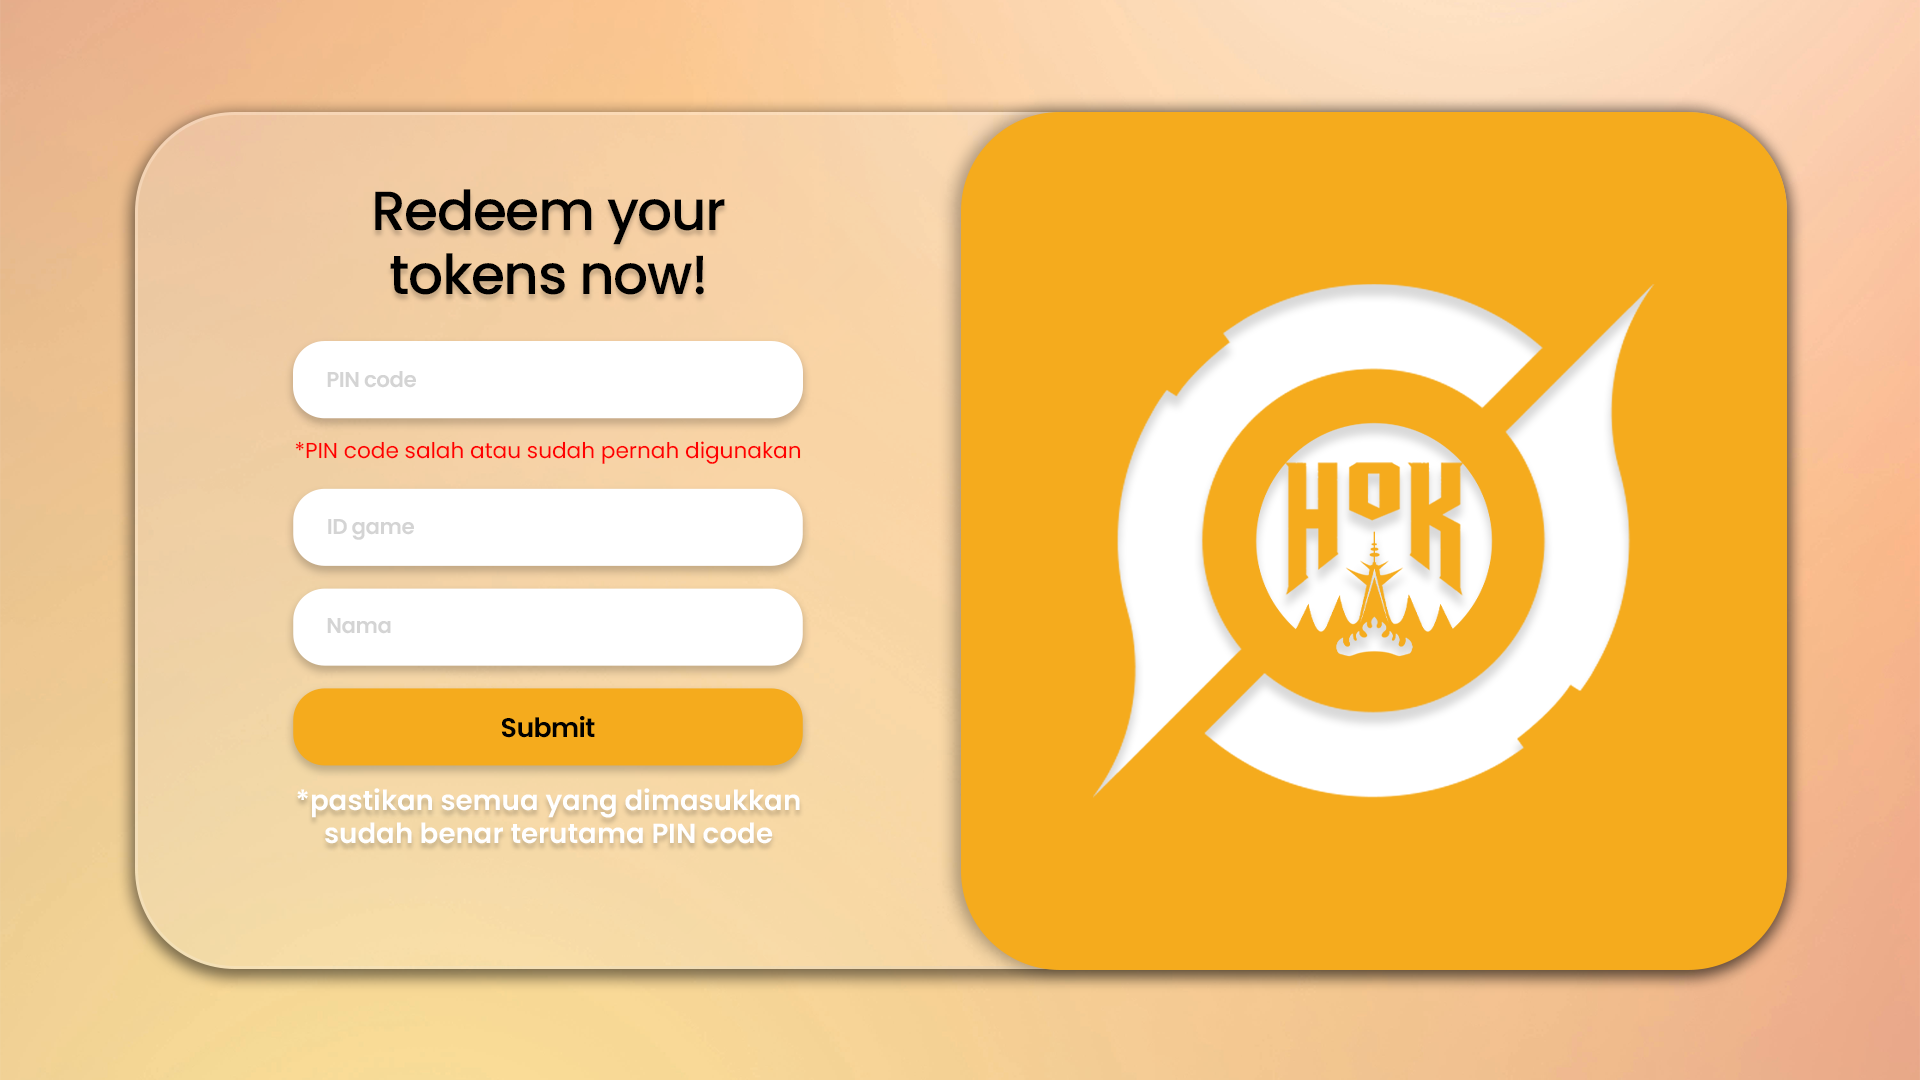 Redeem your
tokens now!
PIN code
*PIN code salah atau sudah pernah digunakan
ID game
Nama
Submit
*pastikan semua yang dimasukkan
sudah benar terutama PIN code
HOK